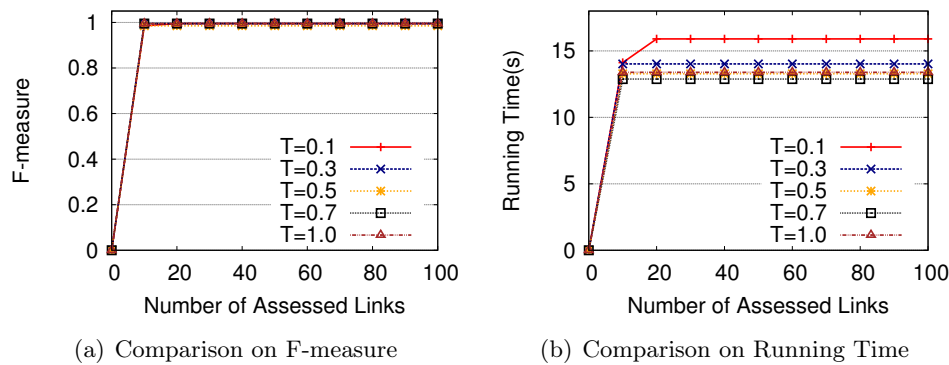 1
0.8
0.6
0.4
0.2
0
0 20 40 60 80 100
F-measure
Number of Assessed Links
T=0.1
T=0.3
T=0.5
T=0.7
T=1.0
(a) Comparison on F-measure
15
10
5
0
0 20 40 60 80 100
Running Time(s)
Number of Assessed Links
T=0.1
T=0.3
T=0.5
T=0.7
T=1.0
(b) Comparison on Running Time